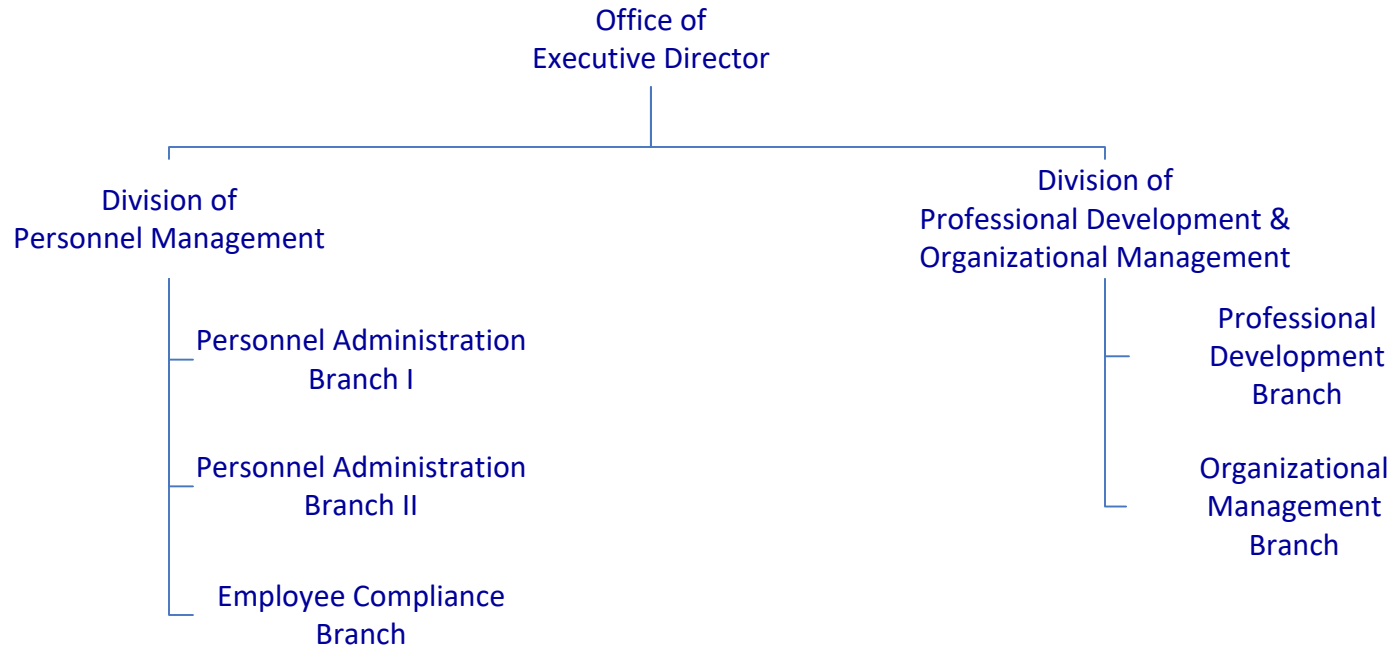 Office of
Executive Director
Division of
Personnel Management
Division of
Professional Development &
Organizational Management
Personnel Administration
Branch I
Personnel Administration
Branch II
Employee Compliance
Branch
Professional
Development
Branch
Organizational
Management
Branch